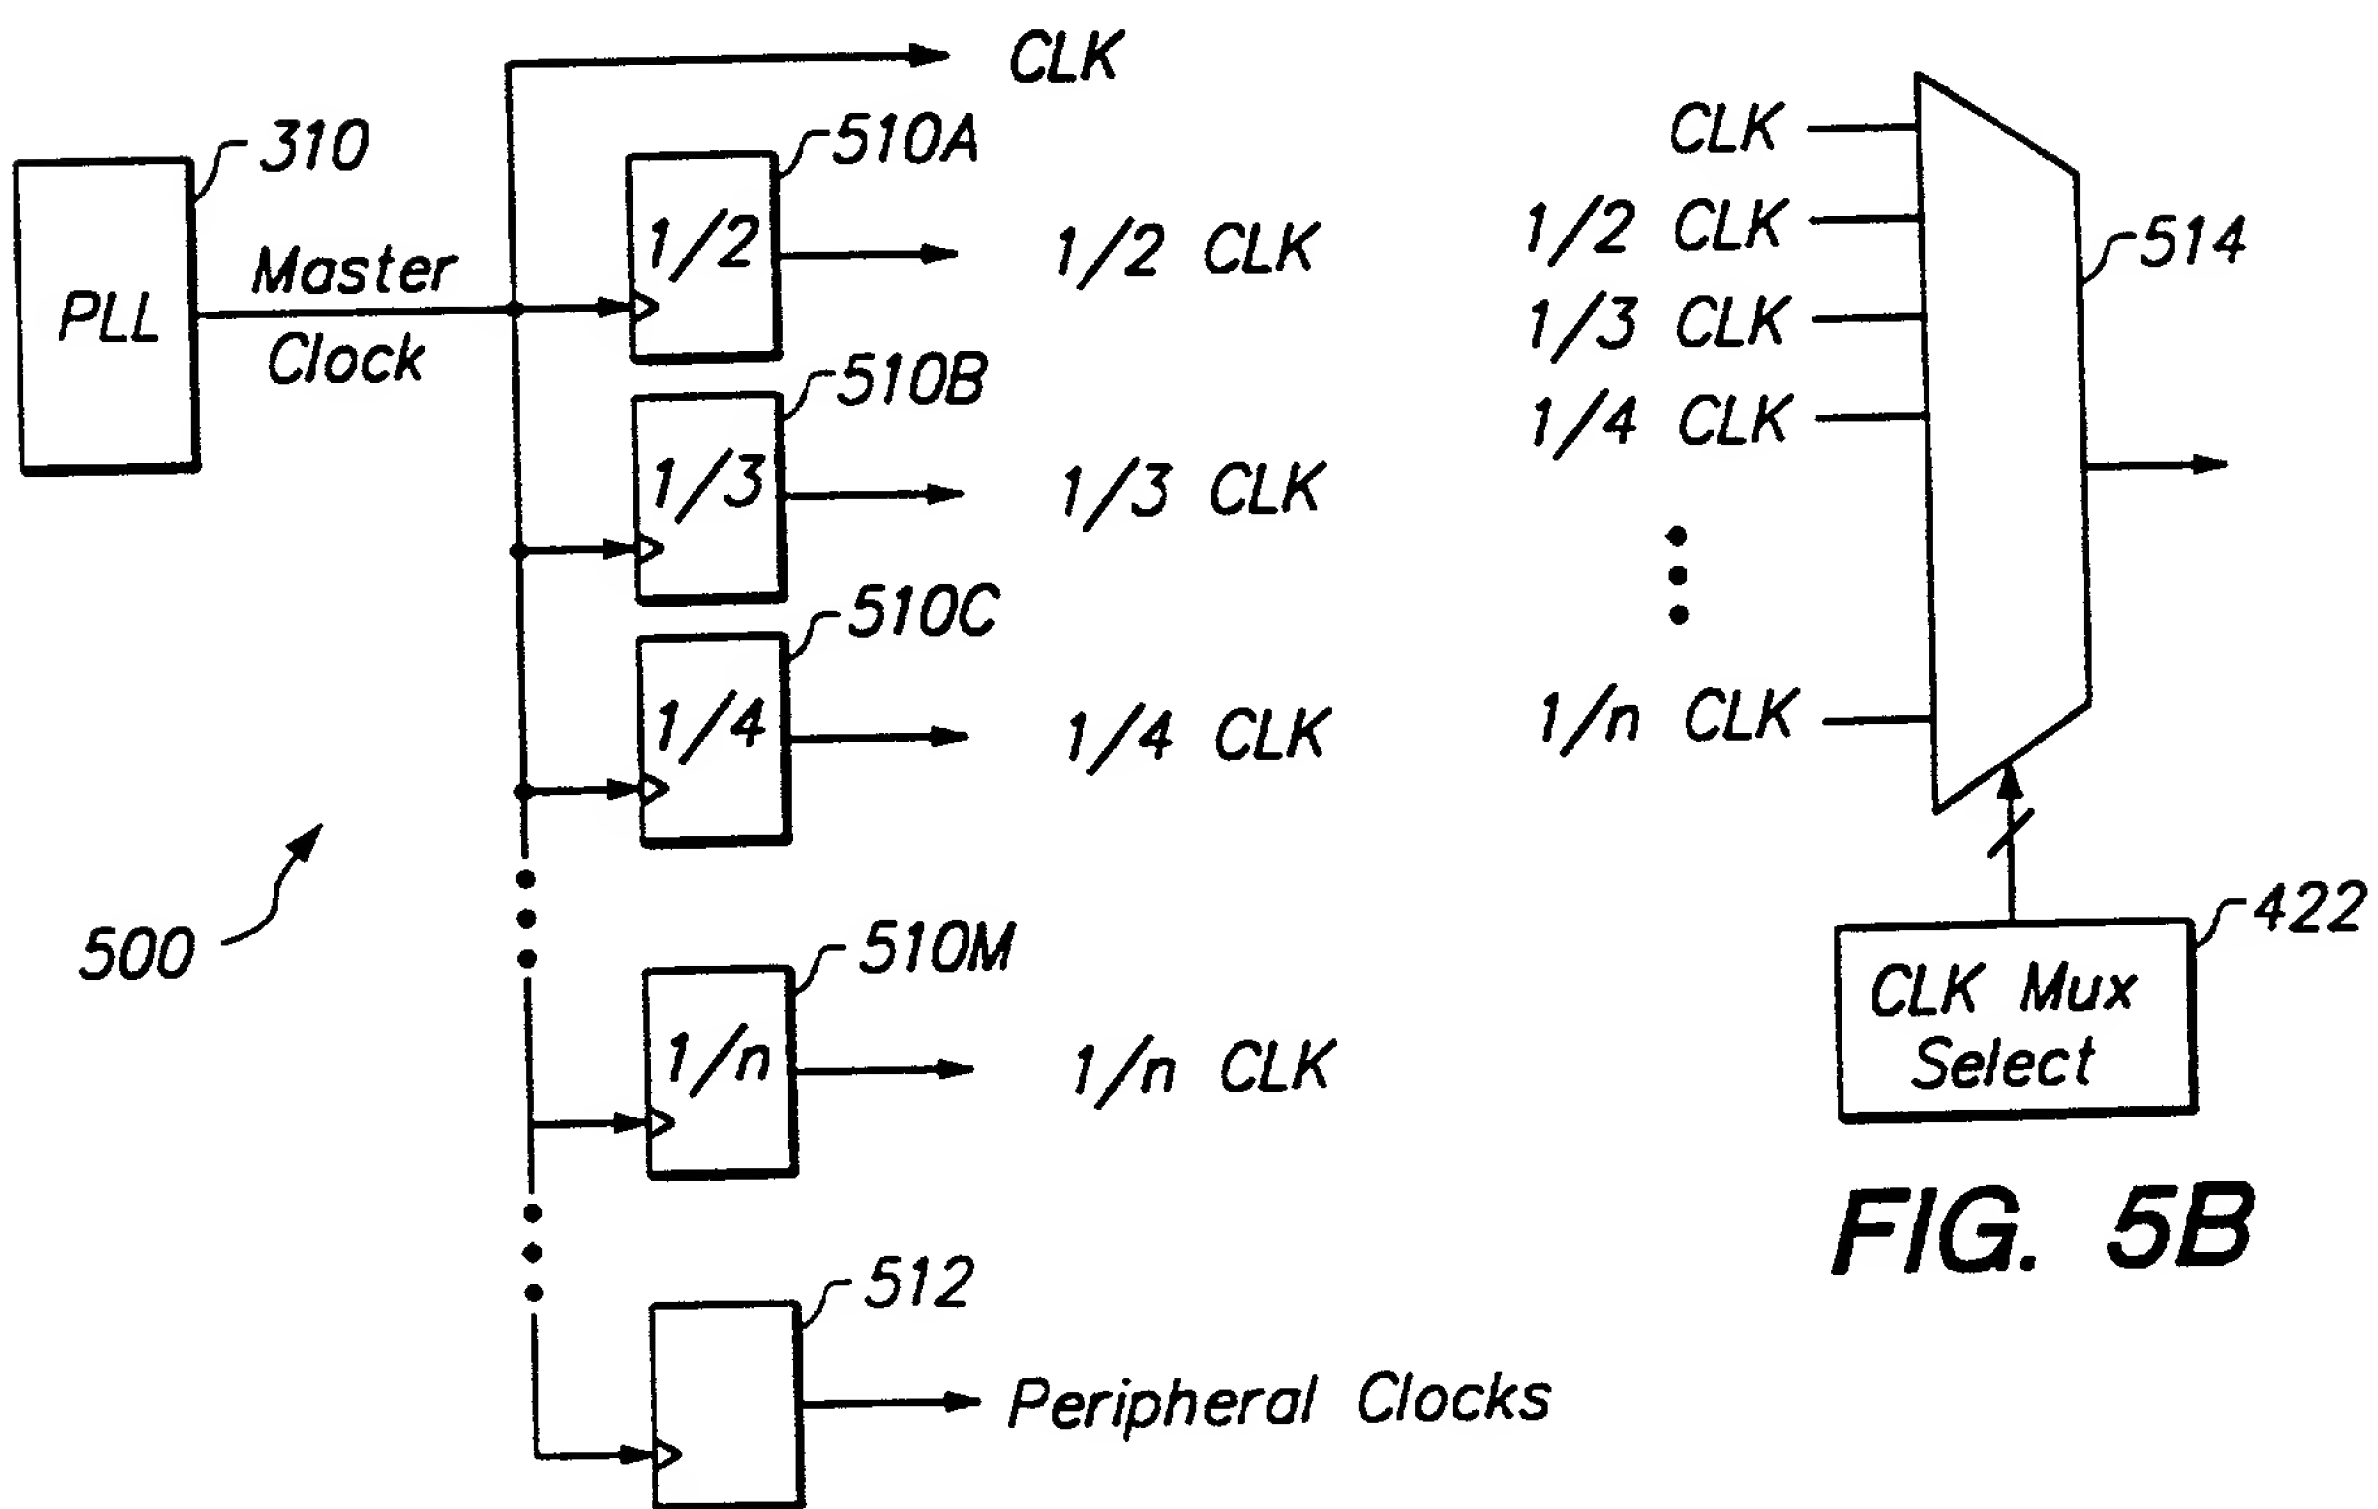 CLK
310
PLL
Master
Clock
510A
1/2
1/2 CLK
510B
1/3
1/3 CLK
510C
1/4
1/4 CLK
500
510M
1/n
1/n CLK
512
Peripheral Clocks
CLK
1/2 CLK
1/3 CLK
1/4 CLK
1/n CLK
514
422
CLK Mux
Select
FIG. 5B